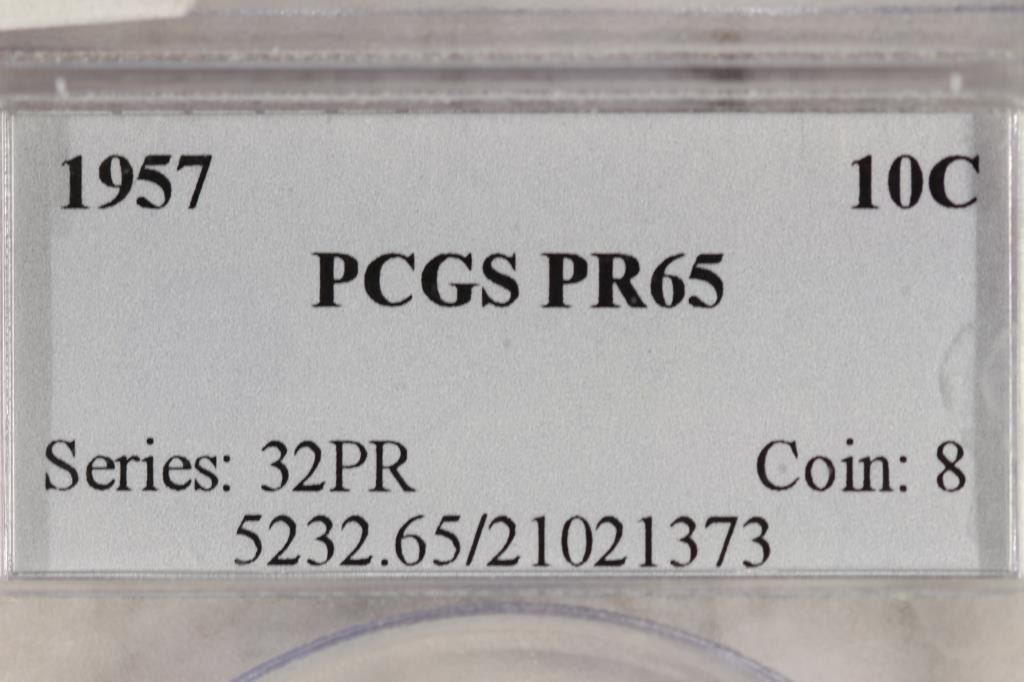 1957 10C
PCGS PR65
Series: 32PR Coin: 8
5232.65/21021373